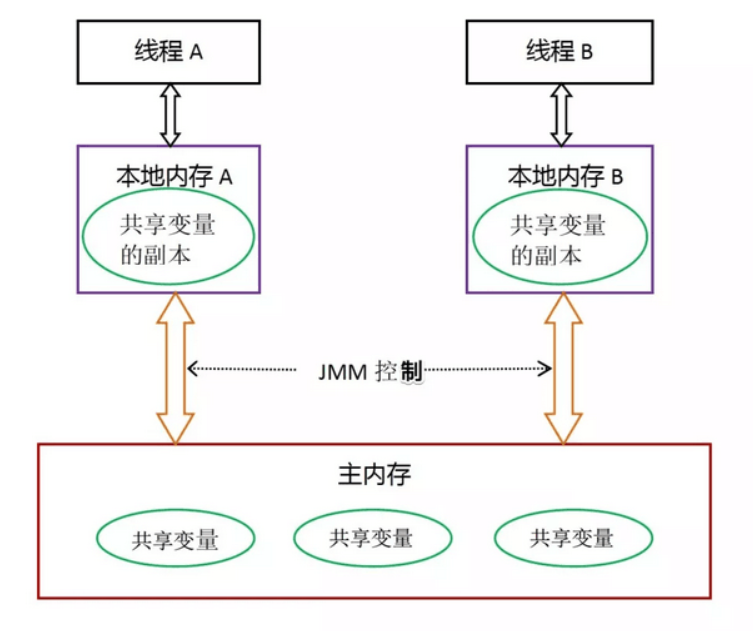 线程 A
线程 B
本地内存 A
共享变量
的副本
本地内存 B
共享变量
的副本
JMM 控制
主内存
共享变量
共享变量
共享变量